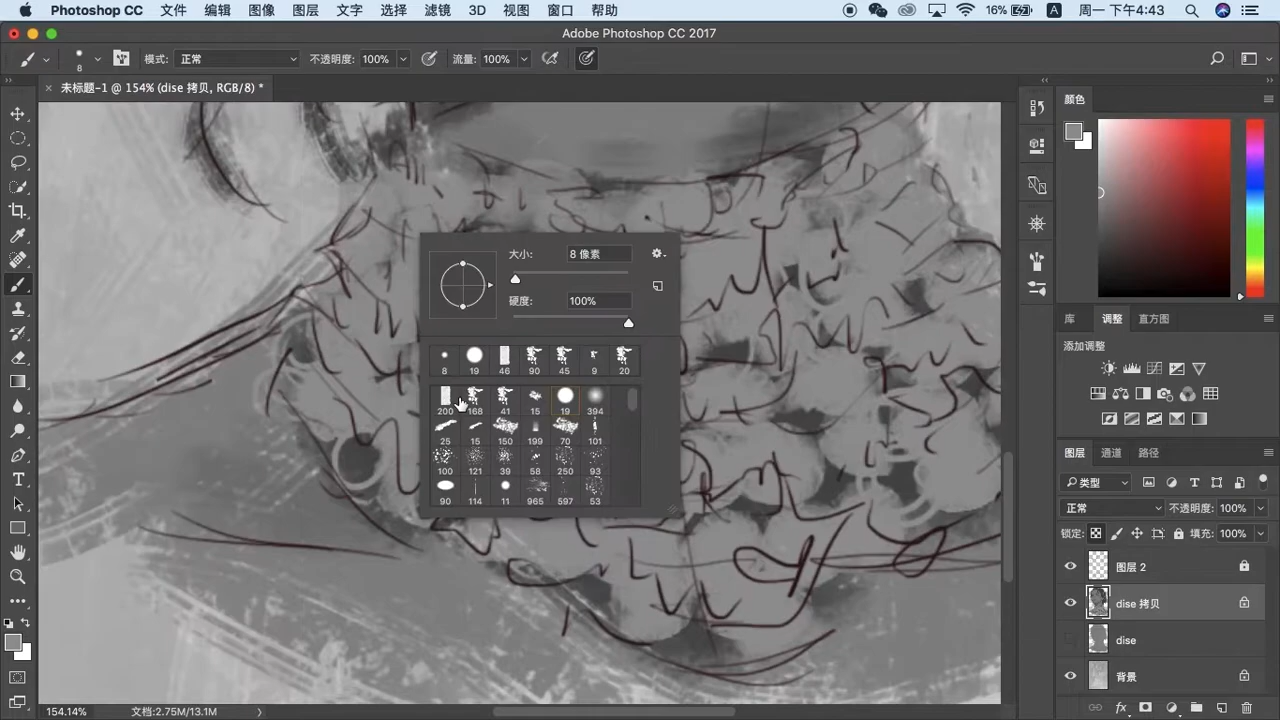 Photoshop CC 文件 编辑 图像 图层 文字 选择 滤镜 3D 视图 窗口 帮助 16% A 周一 下午4:43
Adobe Photoshop CC 2017
8 模式: 正常 不透明度: 100% 流量: 100%
未标题-1 @ 154% (dise 拷贝, RGB/8) *
颜色
大小: 8 像素
硬度: 100%
8 19 46 90 45 9 20
200 168 41 15 19 394
25 15 150 199 70 101
100 121 39 58 250 93
90 114 11 965 597 53
库 调整 直方图
添加调整
图层 通道 路径
类型
正常 不透明度: 100%
锁定: 填充: 100%
图层 2
dise 拷贝
dise
背景
154.14% 文档:2.75M/13.1M